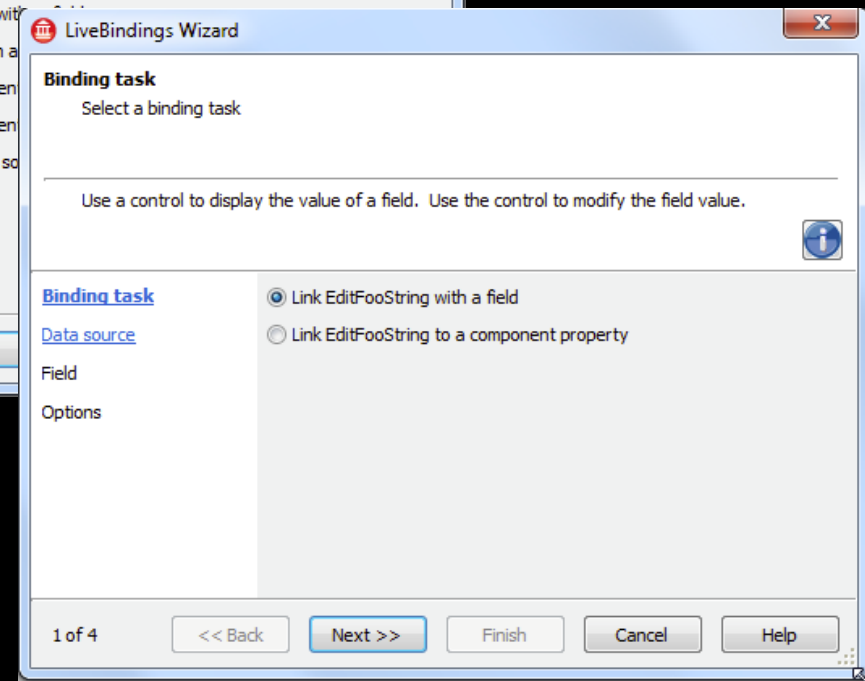 LiveBindings Wizard
Binding task
Select a binding task
Use a control to display the value of a field.  Use the control to modify the field value.
Binding task
Link EditFooString with a field
Data source
Link EditFooString to a component property
Field
Options
1 of 4
<< Back
Next >>
Finish
Cancel
Help